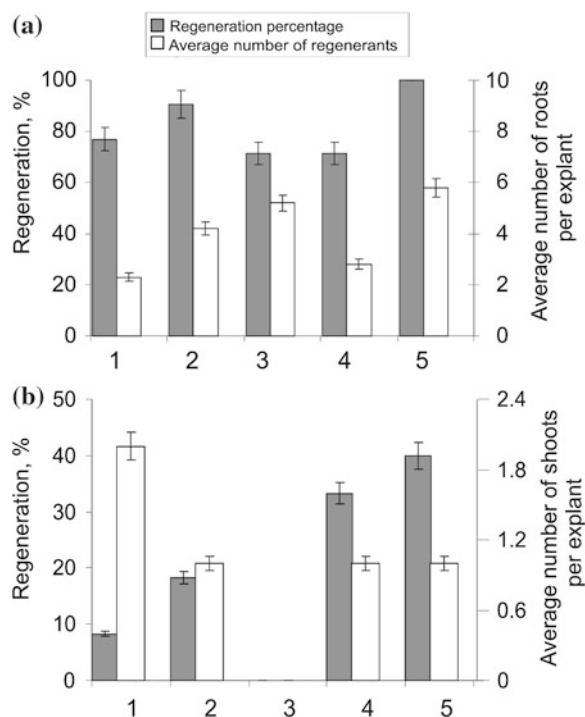 (a)
Regeneration percentage
Average number of regenerants
Regeneration, %
100
80
60
40
20
0
10
8
6
4
2
0
Average number of roots
per explant
1 2 3 4 5
(b)
Regeneration, %
50
40
30
20
10
0
2.4
1.8
1.2
0.6
0
Average number of shoots
per explant
1 2 3 4 5